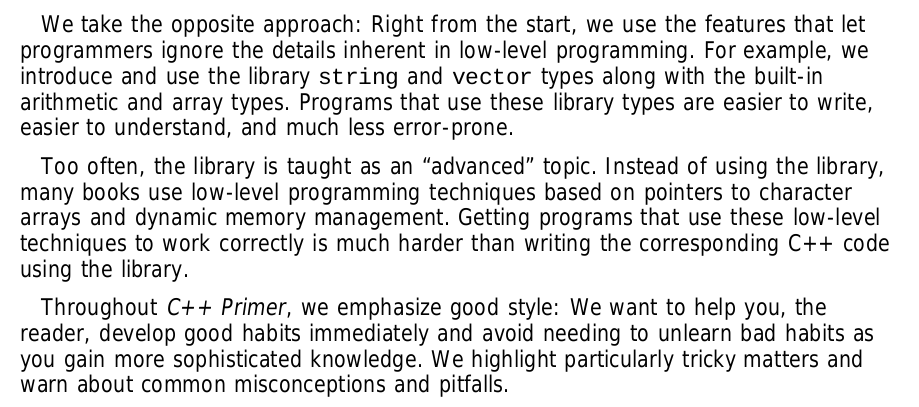 We take the opposite approach: Right from the start, we use the features that let
programmers ignore the details inherent in low-level programming. For example, we
introduce and use the library string and vector types along with the built-in
arithmetic and array types. Programs that use these library types are easier to write,
easier to understand, and much less error-prone.
Too often, the library is taught as an “advanced” topic. Instead of using the library,
many books use low-level programming techniques based on pointers to character
arrays and dynamic memory management. Getting programs that use these low-level
techniques to work correctly is much harder than writing the corresponding C++ code
using the library.
Throughout C++ Primer, we emphasize good style: We want to help you, the
reader, develop good habits immediately and avoid needing to unlearn bad habits as
you gain more sophisticated knowledge. We highlight particularly tricky matters and
warn about common misconceptions and pitfalls.